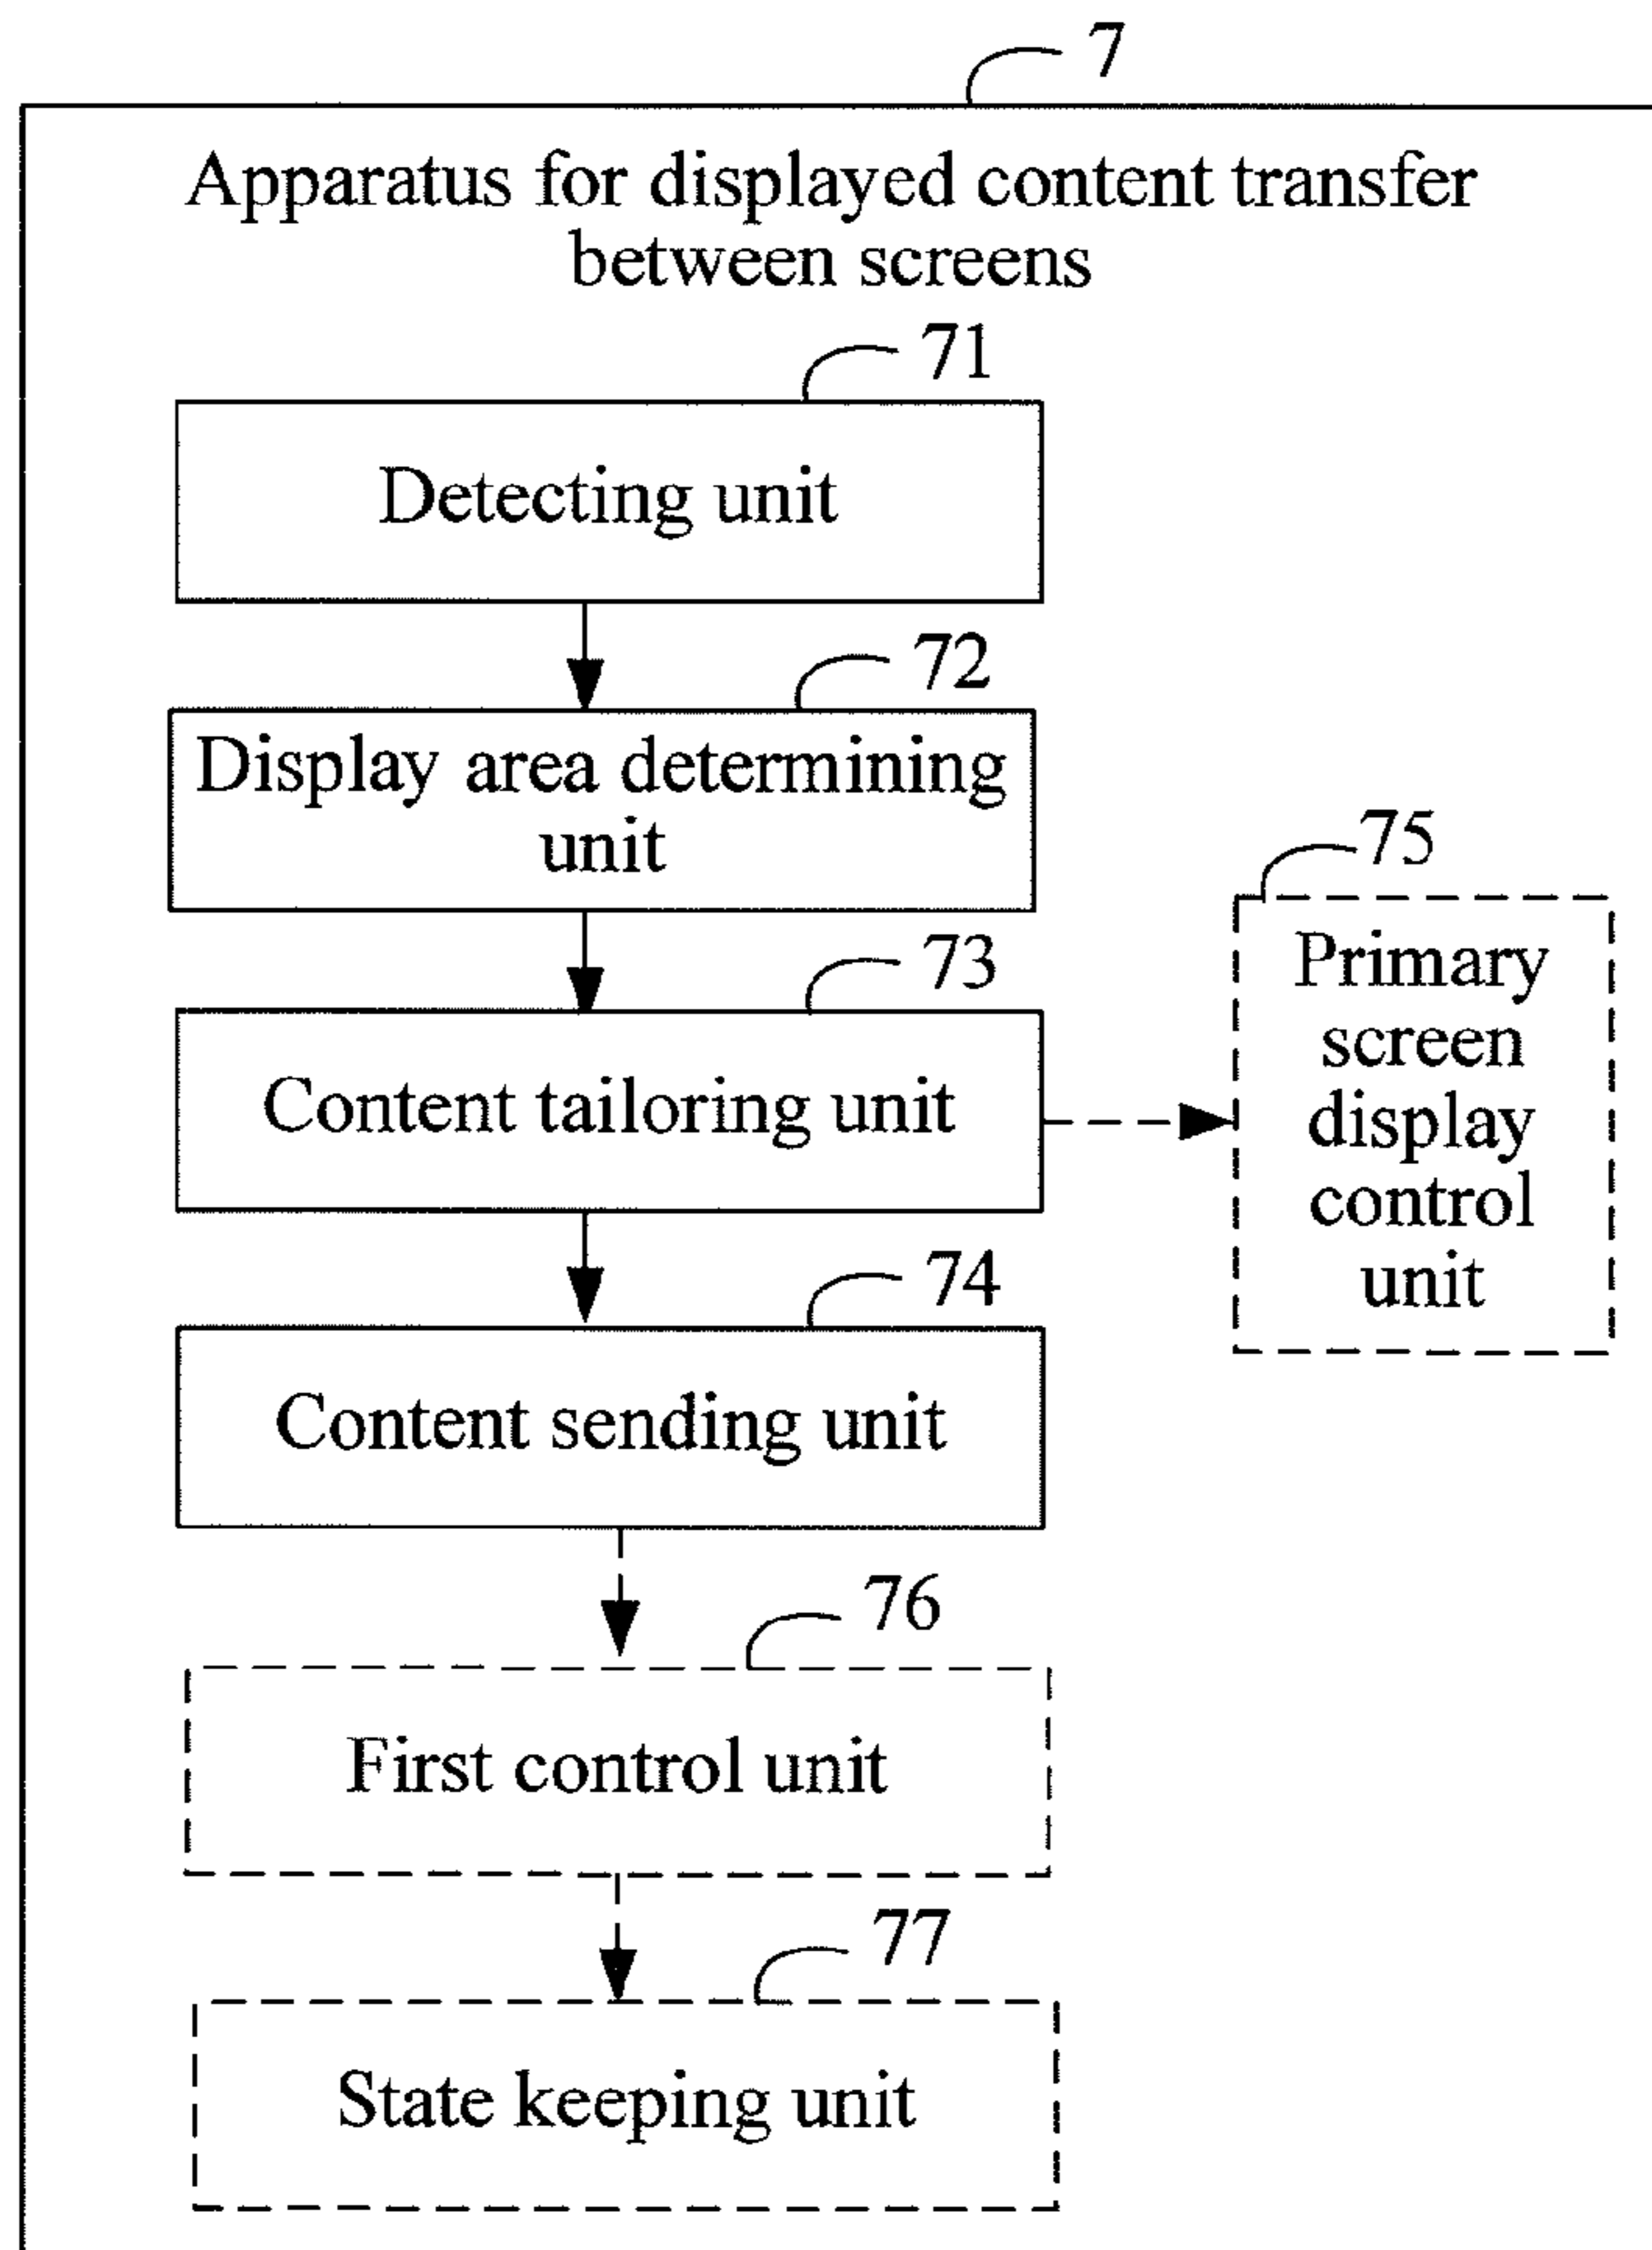 7
Apparatus for displayed content transfer
between screens
71
Detecting unit
72
Display area determining
unit
73
Content tailoring unit
75
Primary
screen
display
control
unit
74
Content sending unit
76
First control unit
77
State keeping unit